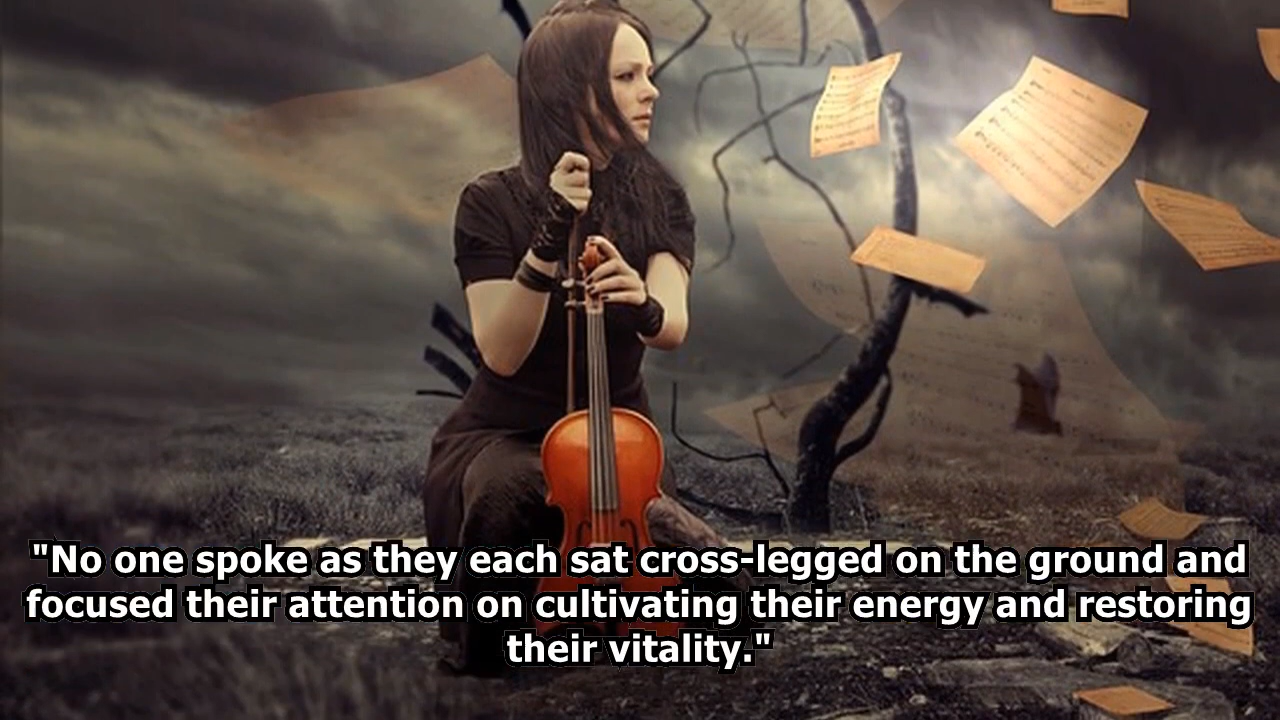 "No one spoke as they each sat cross-legged on the ground and
focused their attention on cultivating their energy and restoring
their vitality."